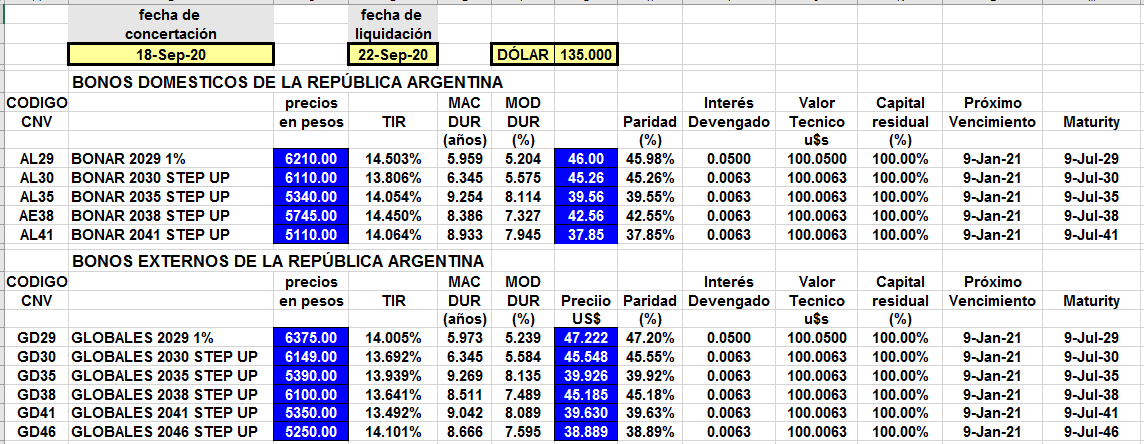 fecha de fecha de
concertación liquidación
18-Sep-20 22-Sep-20 DÓLAR 135.000
BONOS DOMESTICOS DE LA REPÚBLICA ARGENTINA
CODIGO precios MAC MOD Interés Valor Capital Próximo
CNV en pesos TIR DUR DUR Paridad Devengado Tecnico residual Vencimiento Maturity
(años) (%) (%) u$s (%)
AL29 BONAR 2029 1% 6210.00 14.503% 5.959 5.204 46.00 45.98% 0.0500 100.0500 100.00% 9-Jan-21 9-Jul-29
AL30 BONAR 2030 STEP UP 6110.00 13.806% 6.345 5.575 45.26 45.26% 0.0063 100.0063 100.00% 9-Jan-21 9-Jul-30
AL35 BONAR 2035 STEP UP 5340.00 14.054% 9.254 8.114 39.56 39.55% 0.0063 100.0063 100.00% 9-Jan-21 9-Jul-35
AE38 BONAR 2038 STEP UP 5745.00 14.450% 8.386 7.327 42.56 42.55% 0.0063 100.0063 100.00% 9-Jan-21 9-Jul-38
AL41 BONAR 2041 STEP UP 5110.00 14.064% 8.933 7.945 37.85 37.85% 0.0063 100.0063 100.00% 9-Jan-21 9-Jul-41
BONOS EXTERNOS DE LA REPÚBLICA ARGENTINA
CODIGO precios MAC MOD Interés Valor Capital Próximo
CNV en pesos TIR DUR DUR Preciio Paridad Devengado Tecnico residual Vencimiento Maturity
(años) (%) US$ (%) u$s (%)
GD29 GLOBALES 2029 1% 6375.00 14.005% 5.973 5.239 47.222 47.20% 0.0500 100.0500 100.00% 9-Jan-21 9-Jul-29
GD30 GLOBALES 2030 STEP UP 6149.00 13.692% 6.345 5.584 45.548 45.55% 0.0063 100.0063 100.00% 9-Jan-21 9-Jul-30
GD35 GLOBALES 2035 STEP UP 5390.00 13.939% 9.269 8.135 39.926 39.92% 0.0063 100.0063 100.00% 9-Jan-21 9-Jul-35
GD38 GLOBALES 2038 STEP UP 6100.00 13.641% 8.511 7.489 45.185 45.18% 0.0063 100.0063 100.00% 9-Jan-21 9-Jul-38
GD41 GLOBALES 2041 STEP UP 5350.00 13.492% 9.042 8.089 39.630 39.63% 0.0063 100.0063 100.00% 9-Jan-21 9-Jul-41
GD46 GLOBALES 2046 STEP UP 5250.00 14.101% 8.666 7.595 38.889 38.89% 0.0063 100.0063 100.00% 9-Jan-21 9-Jul-46